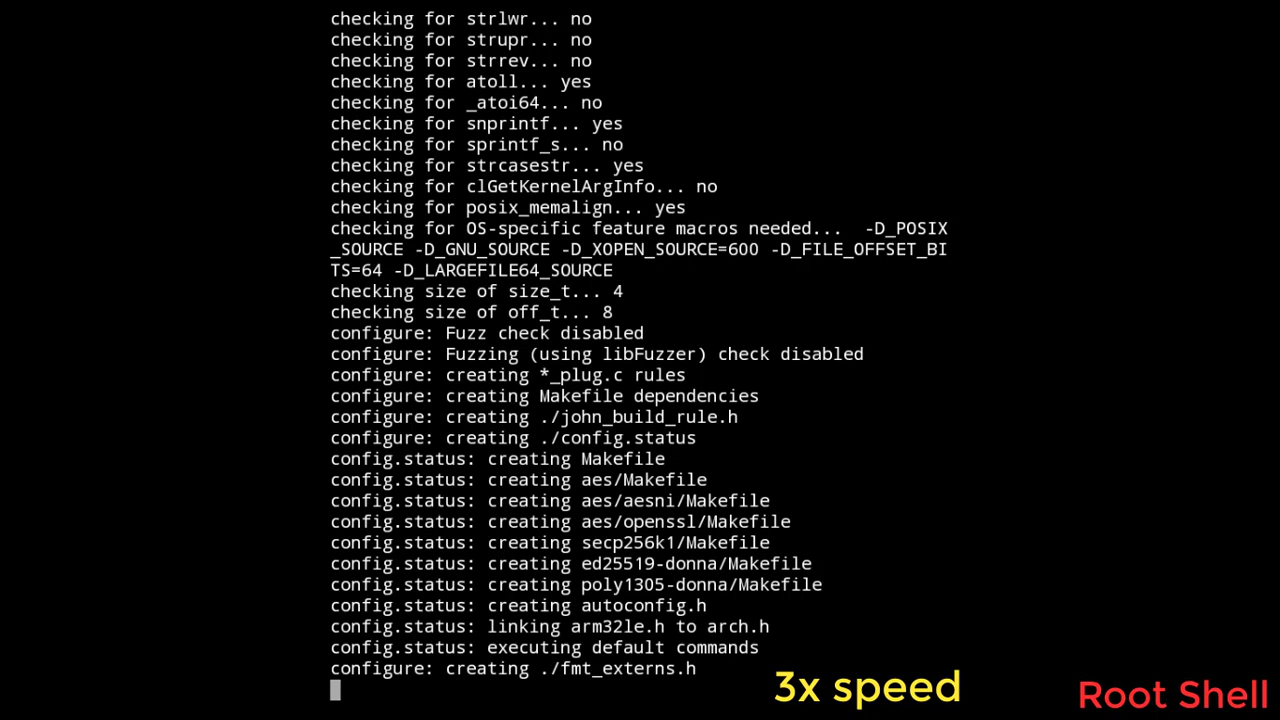 checking for strlwr... no
checking for strupr... no
checking for strrev... no
checking for atoll... yes
checking for _atoi64... no
checking for snprintf... yes
checking for sprintf_s... no
checking for strcasestr... yes
checking for clGetKernelArgInfo... no
checking for posix_memalign... yes
checking for OS-specific feature macros needed...  -D_POSIX
_SOURCE -D_GNU_SOURCE -D_XOPEN_SOURCE=600 -D_FILE_OFFSET_BI
TS=64 -D_LARGEFILE64_SOURCE
checking size of size_t... 4
checking size of off_t... 8
configure: Fuzz check disabled
configure: Fuzzing (using libFuzzer) check disabled
configure: creating *_plug.c rules
configure: creating Makefile dependencies
configure: creating ./john_build_rule.h
configure: creating ./config.status
config.status: creating Makefile
config.status: creating aes/Makefile
config.status: creating aes/aesni/Makefile
config.status: creating aes/openssl/Makefile
config.status: creating secp256k1/Makefile
config.status: creating ed25519-donna/Makefile
config.status: creating poly1305-donna/Makefile
config.status: creating autoconfig.h
config.status: linking arm32le.h to arch.h
config.status: executing default commands
configure: creating ./fmt_externs.h
3x speed
Root Shell